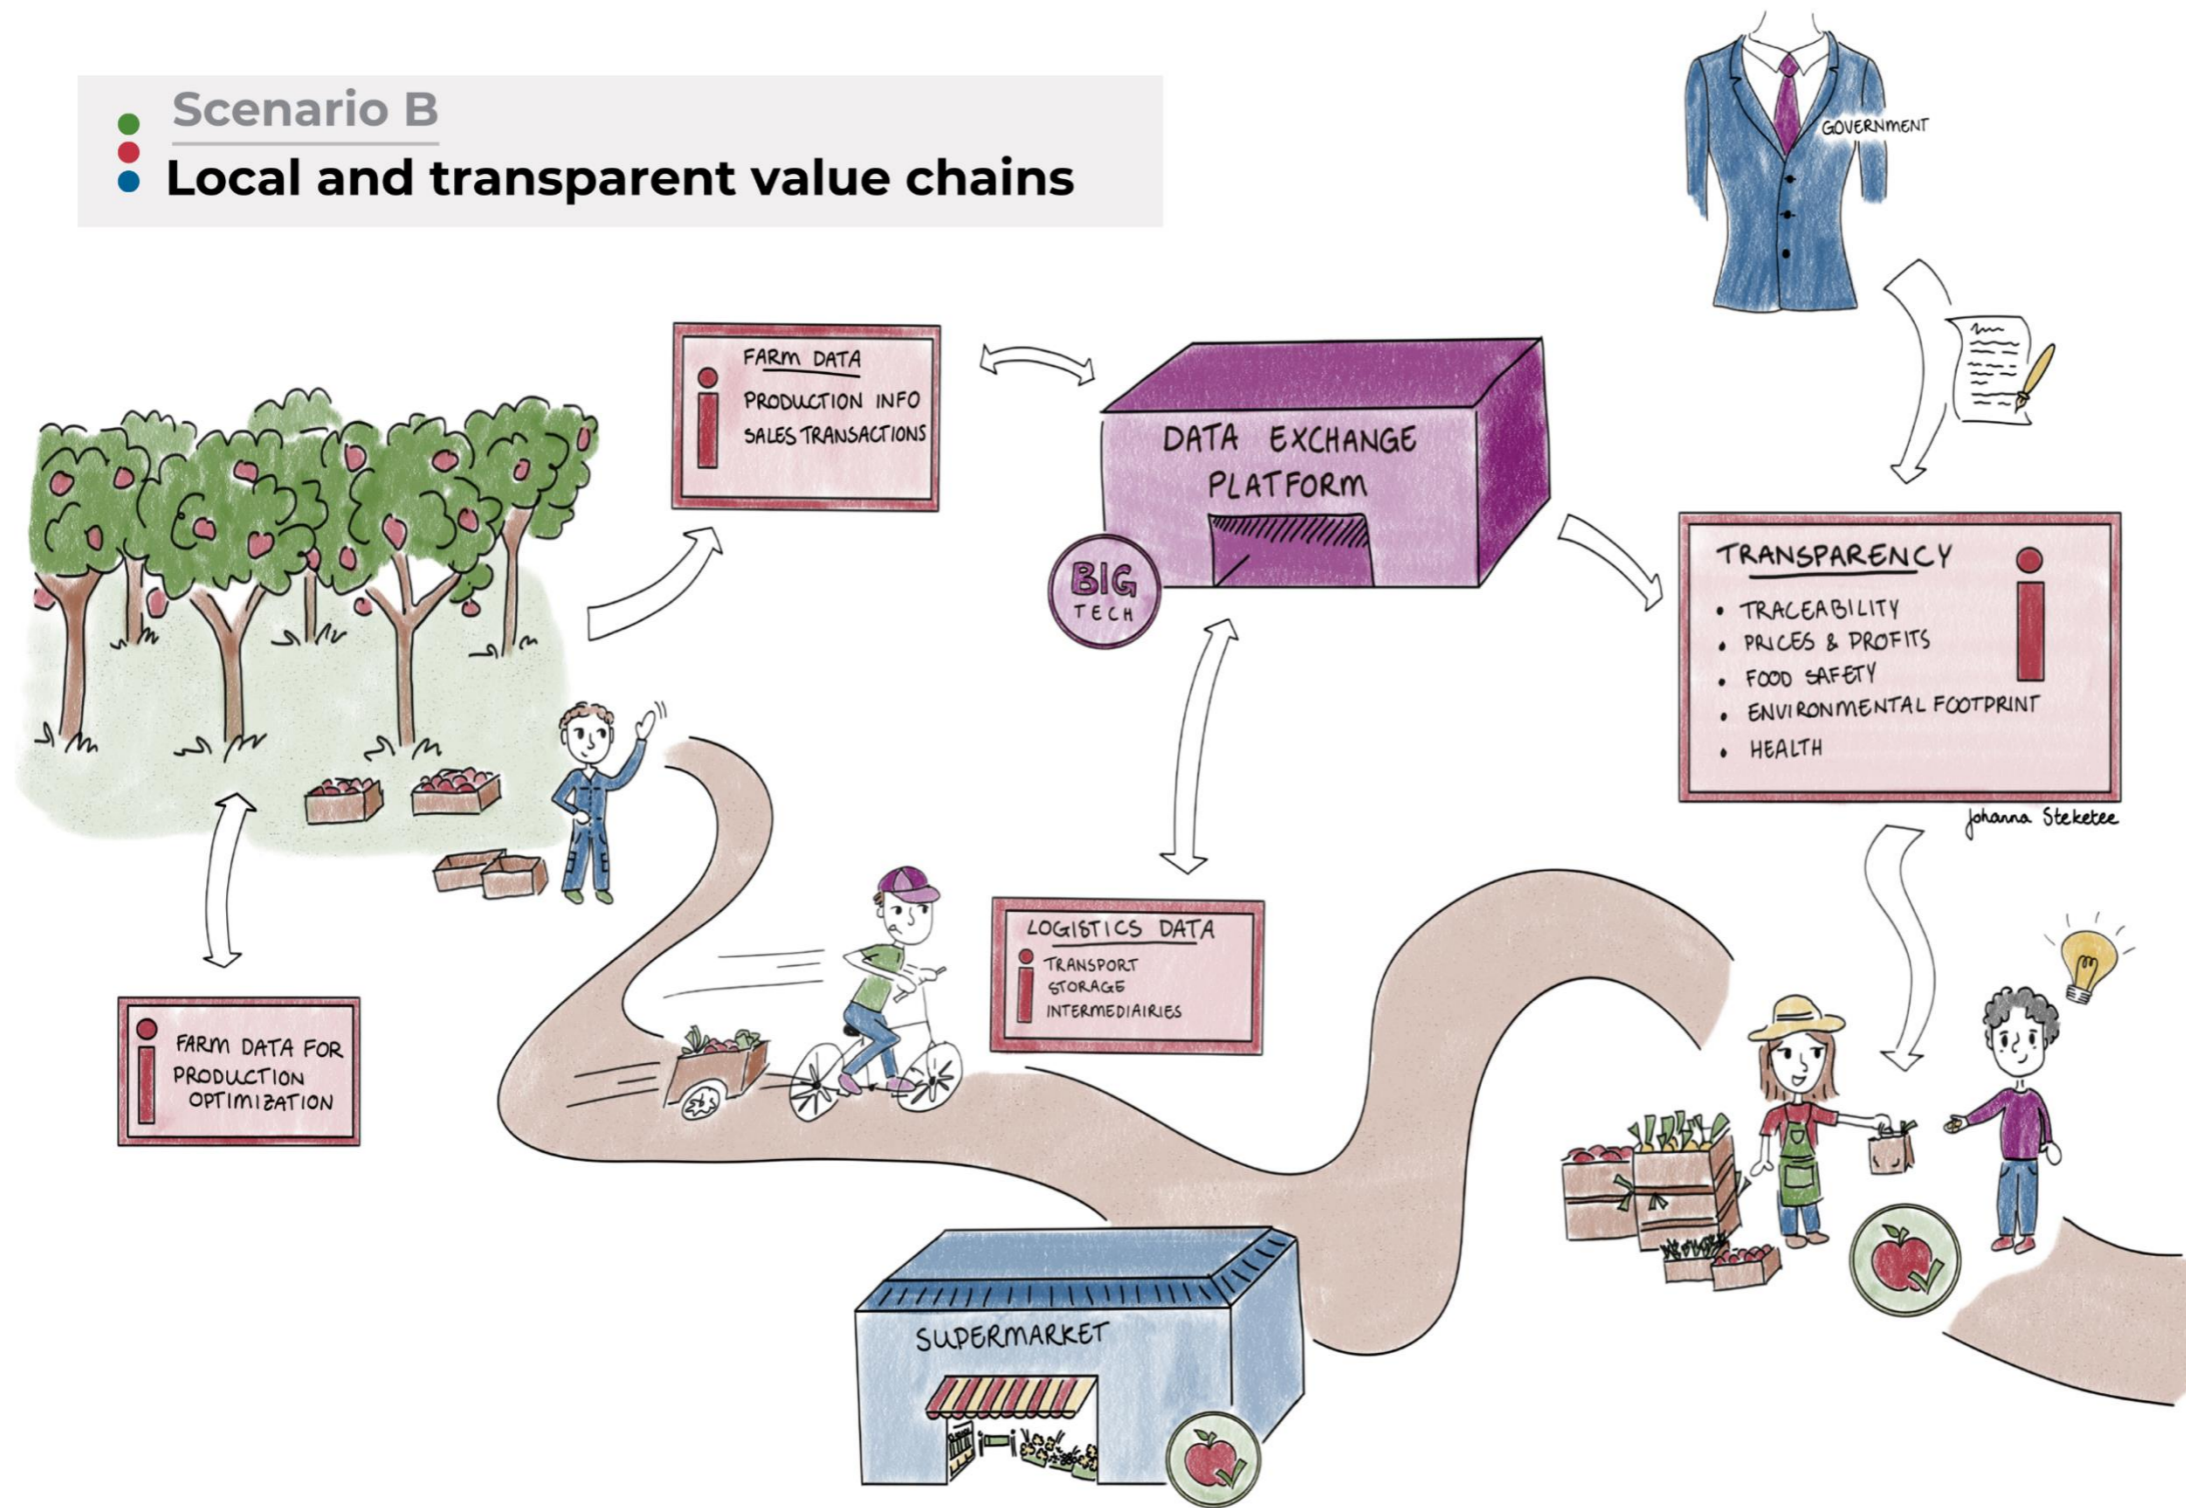 Scenario B
Local and transparent value chains
GOVERNMENT
FARM DATA
PRODUCTION INFO
SALES TRANSACTIONS
DATA EXCHANGE
PLATFORM
BIG
TECH
TRANSPARENCY
• TRACEABILITY
• PRICES & PROFITS
• FOOD SAFETY
• ENVIRONMENTAL FOOTPRINT
• HEALTH
Johanna Steketee
LOGISTICS DATA
TRANSPORT
STORAGE
INTERMEDIAIRIES
FARM DATA FOR
PRODUCTION
OPTIMIZATION
SUPERMARKET